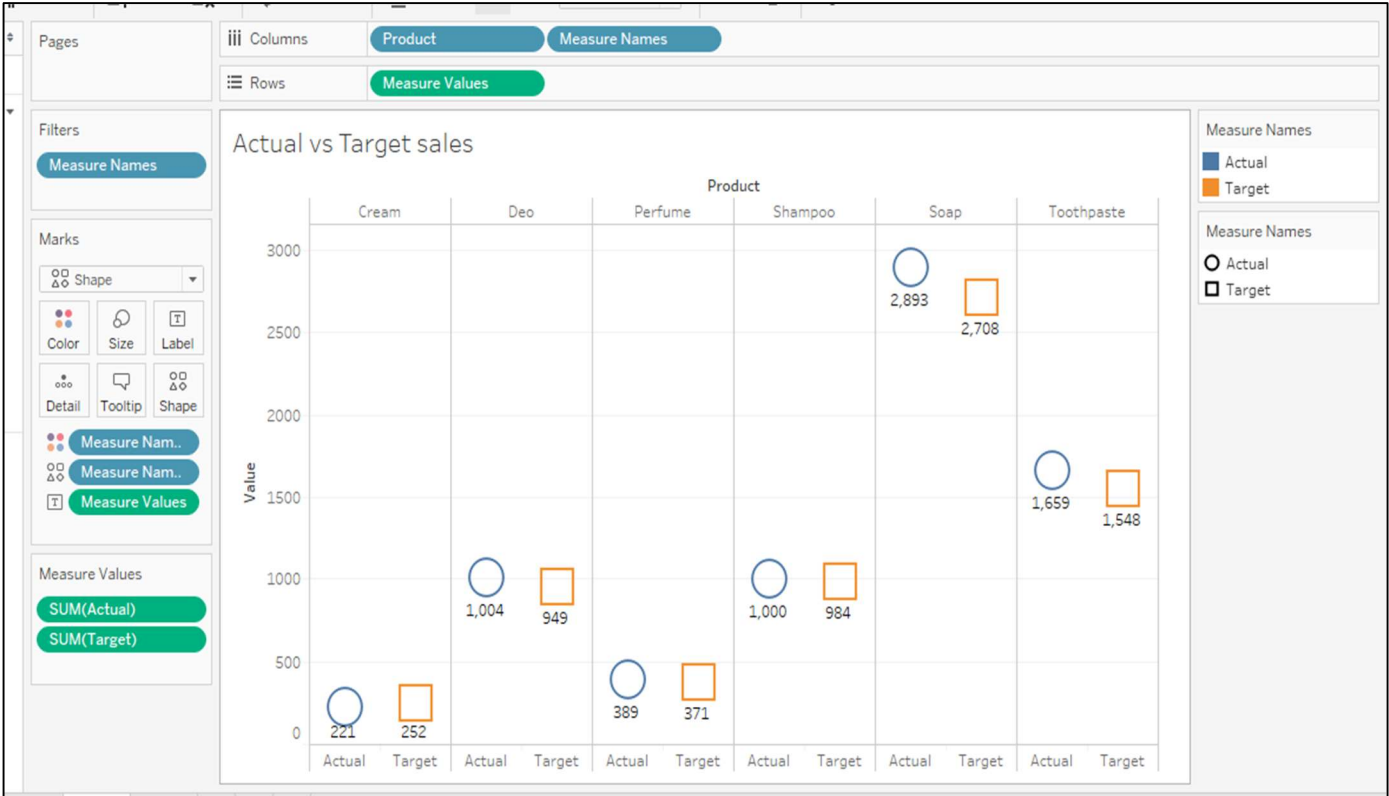 Pages
Columns Product Measure Names
Rows Measure Values
Filters
Measure Names
Marks
Shape
Color Size Label
Detail Tooltip Shape
Measure Nam..
Measure Nam..
Measure Values
Measure Values
SUM(Actual)
SUM(Target)
Actual vs Target sales
Product
Cream Deo Perfume Shampoo Soap Toothpaste
Value
3000
2500
2000
1500
1000
500
0
221 252
1,004 949
389 371
1,000 984
2,893 2,708
1,659 1,548
Actual Target Actual Target Actual Target Actual Target Actual Target Actual Target
Measure Names
Actual
Target
Measure Names
Actual
Target